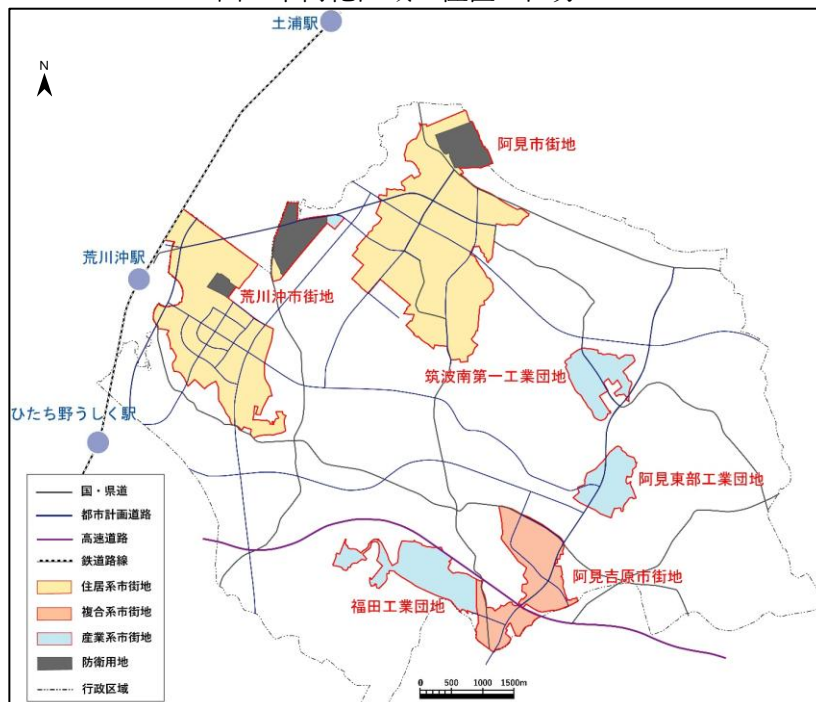 土浦駅
N
阿見市街地
荒川沖駅
荒川沖市街地
筑波南第一工業団地
ひたち野うしく駅
阿見東部工業団地
国・県道
都市計画道路
高速道路
鉄道路線
住居系市街地
複合系市街地
産業系市街地
防衛用地
行政区域
阿見吉原市街地
福田工業団地
0 500 1000 1500m